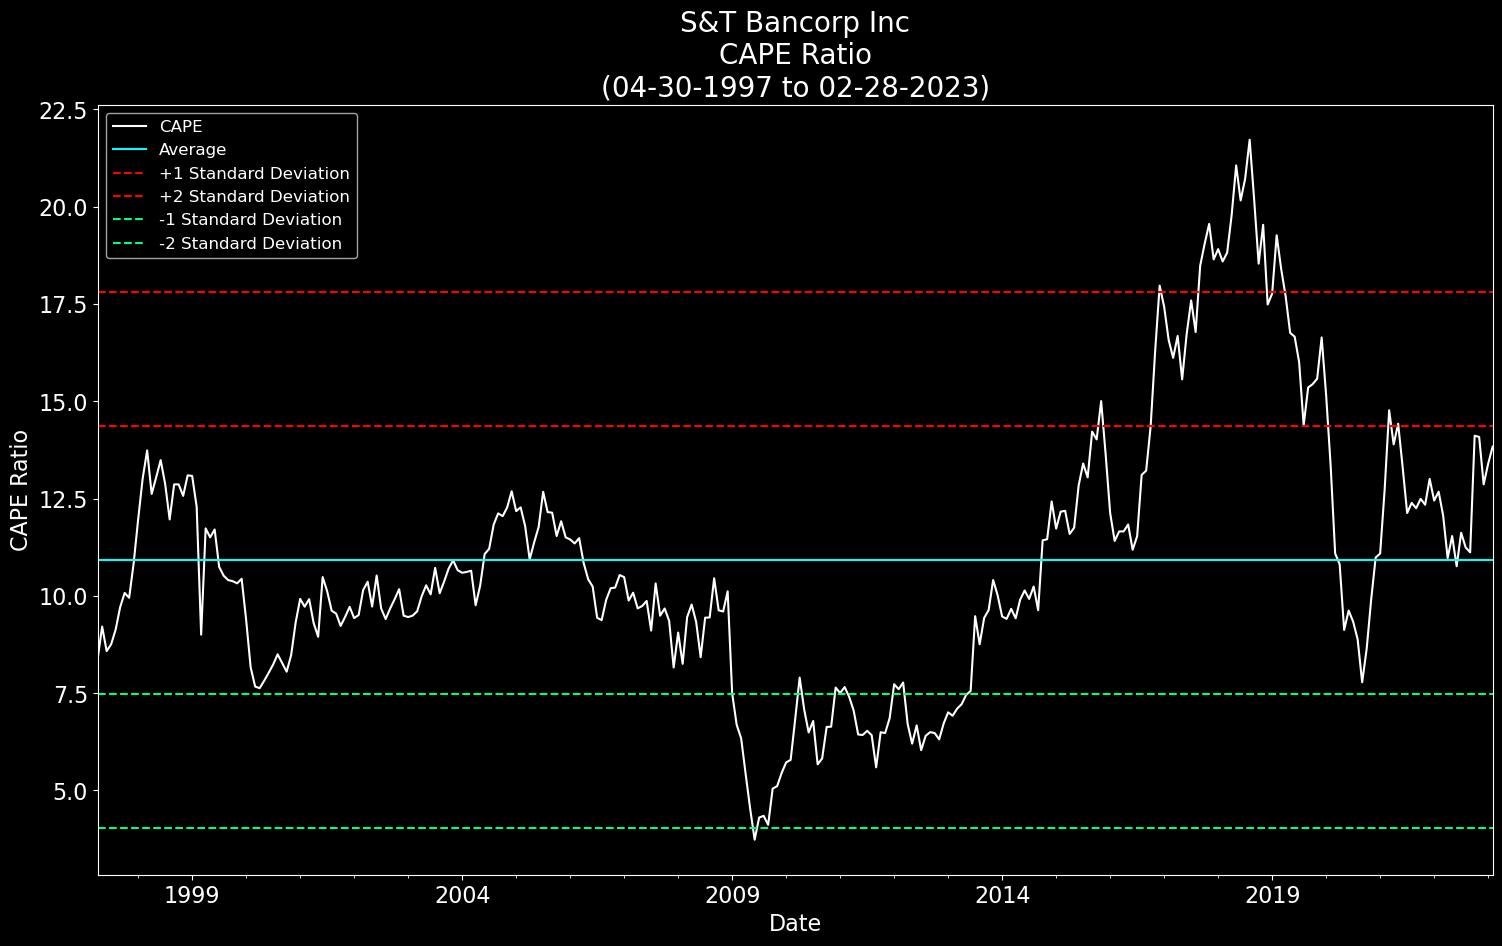 S&T Bancorp Inc
CAPE Ratio
(04-30-1997 to 02-28-2023)
CAPE
Average
+1 Standard Deviation
+2 Standard Deviation
-1 Standard Deviation
-2 Standard Deviation
CAPE Ratio
22.5
20.0
17.5
15.0
12.5
10.0
7.5
5.0
1999
2004
2009
2014
2019
Date